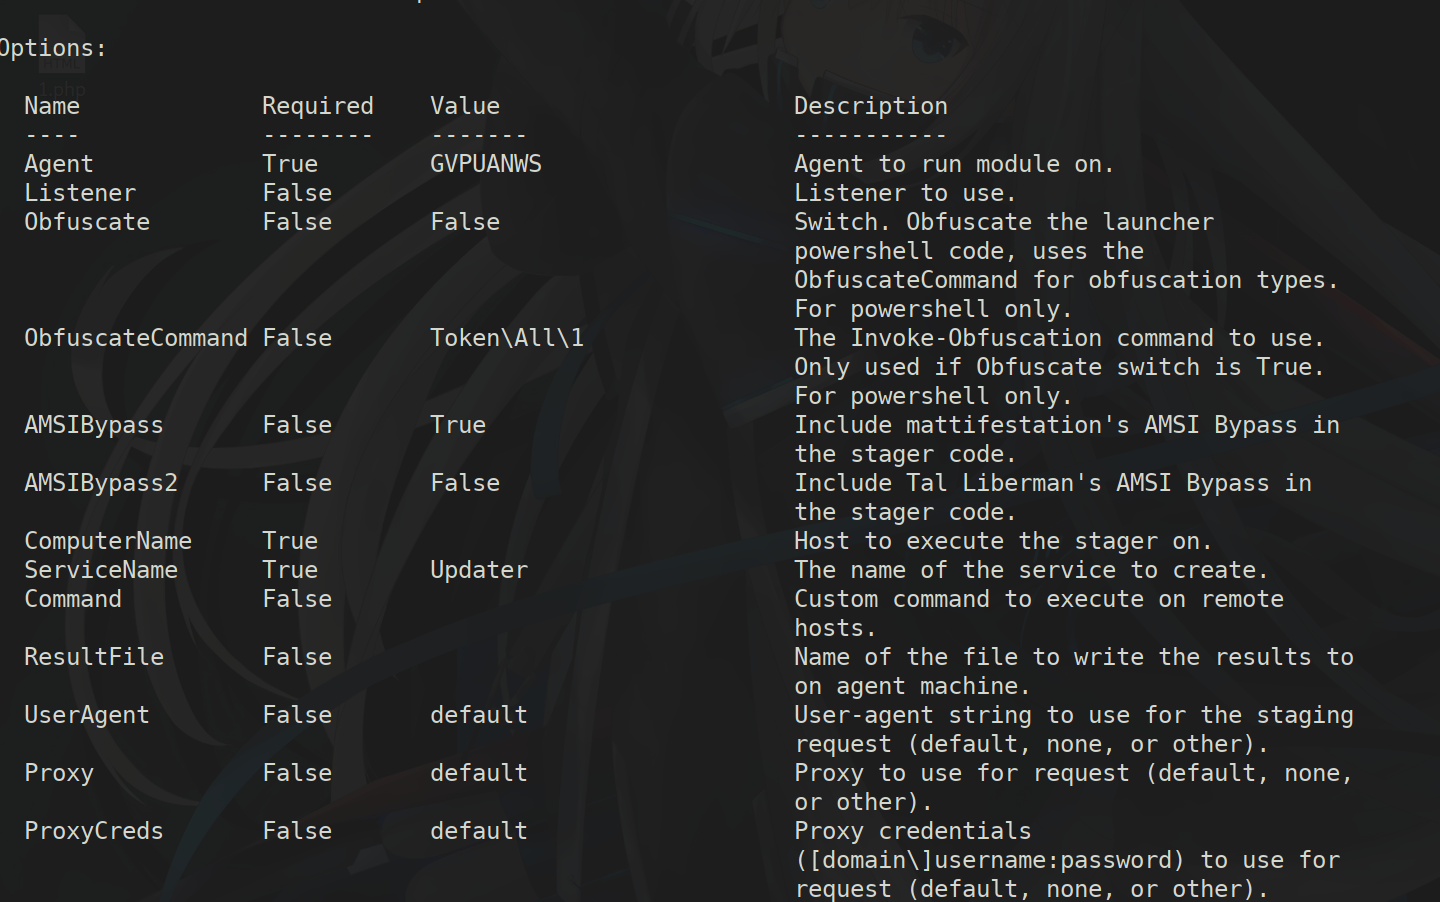 Options:
HTML
1.php
Name Required Value Description
---- -------- ------- -----------
Agent True GVPUANWS Agent to run module on.
Listener False Listener to use.
Obfuscate False False Switch. Obfuscate the launcher
powershell code, uses the
ObfuscateCommand for obfuscation types.
For powershell only.
ObfuscateCommand False Token\All\1 The Invoke-Obfuscation command to use.
Only used if Obfuscate switch is True.
For powershell only.
AMSIBypass False True Include mattifestation's AMSI Bypass in
the stager code.
AMSIBypass2 False False Include Tal Liberman's AMSI Bypass in
the stager code.
ComputerName True Host to execute the stager on.
ServiceName True Updater The name of the service to create.
Command False Custom command to execute on remote
hosts.
ResultFile False Name of the file to write the results to
on agent machine.
UserAgent False default User-agent string to use for the staging
request (default, none, or other).
Proxy False default Proxy to use for request (default, none,
or other).
ProxyCreds False default Proxy credentials
([domain\]username:password) to use for
request (default, none, or other).